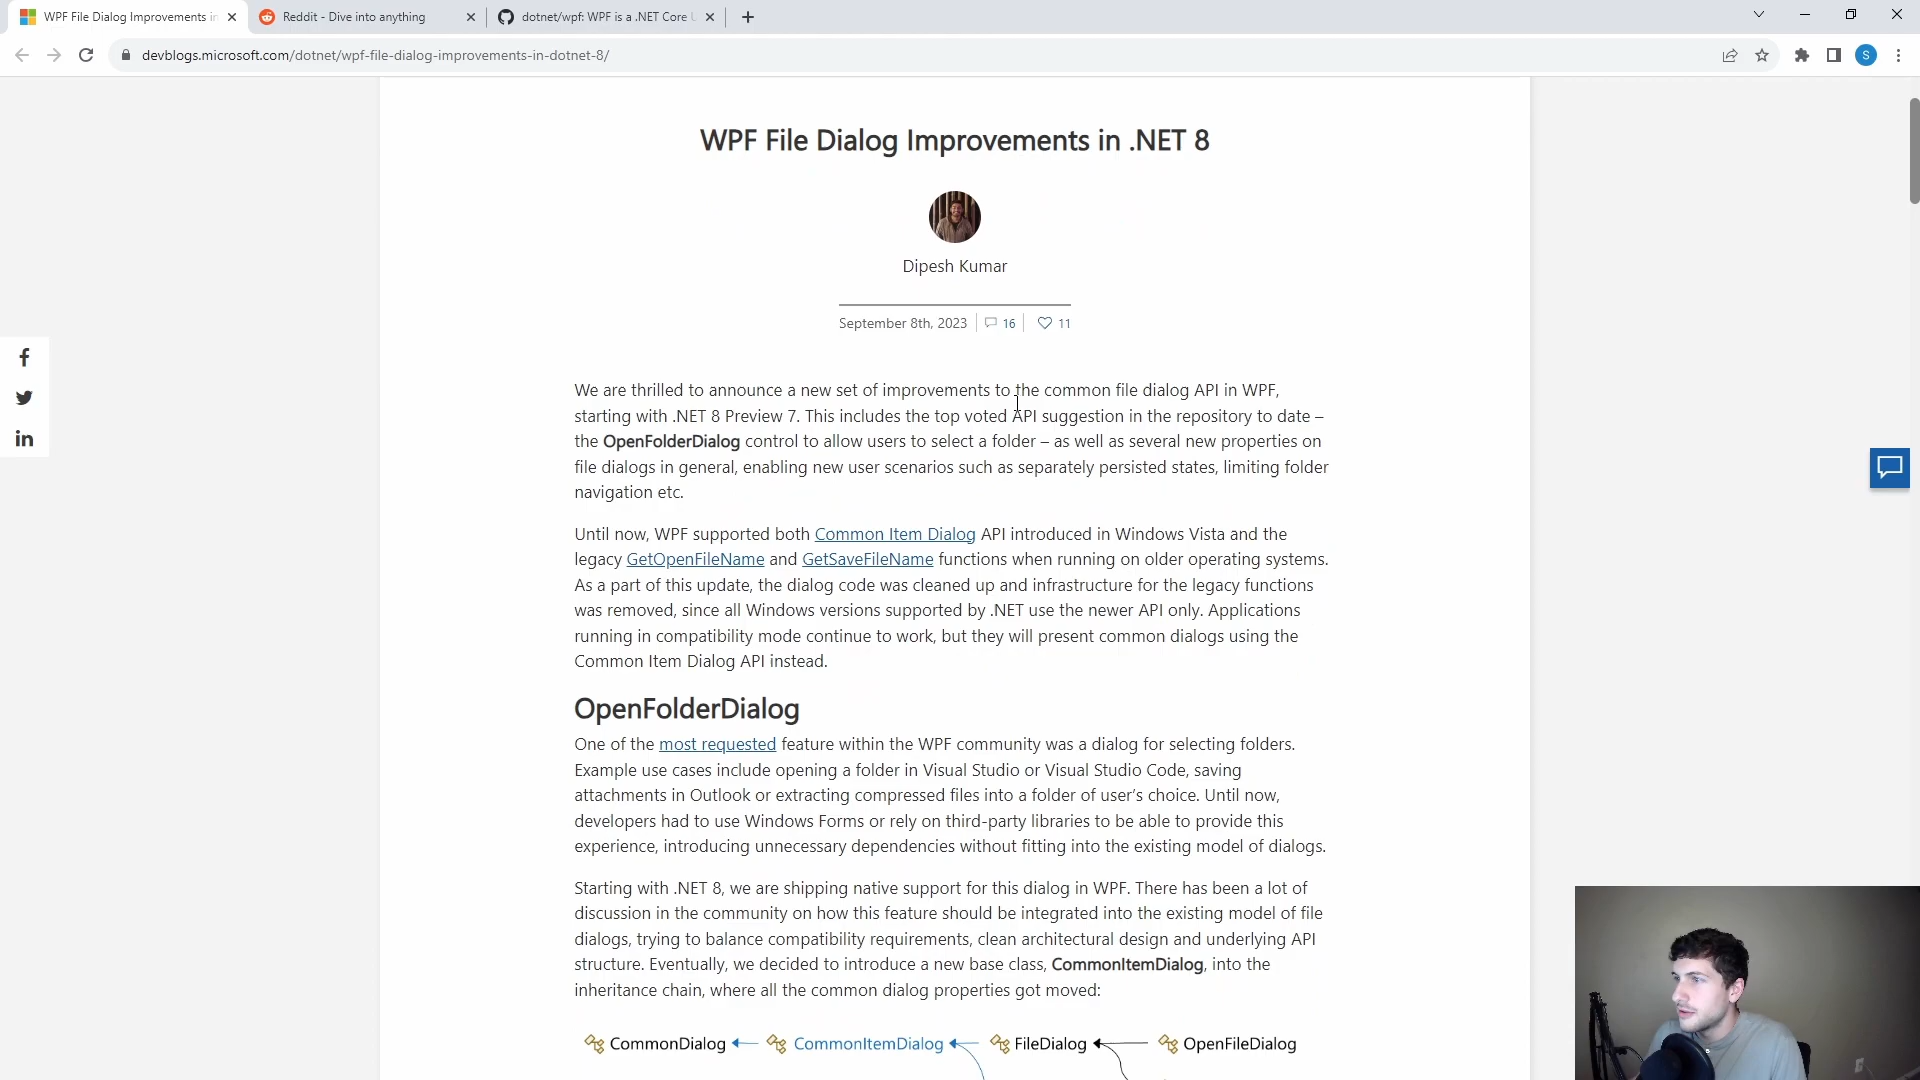 WPF File Dialog Improvements in
Reddit - Dive into anything
dotnet/wpf: WPF is a .NET Core U
devblogs.microsoft.com/dotnet/wpf-file-dialog-improvements-in-dotnet-8/
S
WPF File Dialog Improvements in .NET 8
Dipesh Kumar
September 8th, 2023 16 11
We are thrilled to announce a new set of improvements to the common file dialog API in WPF,
starting with .NET 8 Preview 7. This includes the top voted API suggestion in the repository to date –
the OpenFolderDialog control to allow users to select a folder – as well as several new properties on
file dialogs in general, enabling new user scenarios such as separately persisted states, limiting folder
navigation etc.
Until now, WPF supported both Common Item Dialog API introduced in Windows Vista and the
legacy GetOpenFileName and GetSaveFileName functions when running on older operating systems.
As a part of this update, the dialog code was cleaned up and infrastructure for the legacy functions
was removed, since all Windows versions supported by .NET use the newer API only. Applications
running in compatibility mode continue to work, but they will present common dialogs using the
Common Item Dialog API instead.
OpenFolderDialog
One of the most requested feature within the WPF community was a dialog for selecting folders.
Example use cases include opening a folder in Visual Studio or Visual Studio Code, saving
attachments in Outlook or extracting compressed files into a folder of user’s choice. Until now,
developers had to use Windows Forms or rely on third-party libraries to be able to provide this
experience, introducing unnecessary dependencies without fitting into the existing model of dialogs.
Starting with .NET 8, we are shipping native support for this dialog in WPF. There has been a lot of
discussion in the community on how this feature should be integrated into the existing model of file
dialogs, trying to balance compatibility requirements, clean architectural design and underlying API
structure. Eventually, we decided to introduce a new base class, CommonItemDialog, into the
inheritance chain, where all the common dialog properties got moved:
CommonDialog CommonItemDialog FileDialog OpenFileDialog